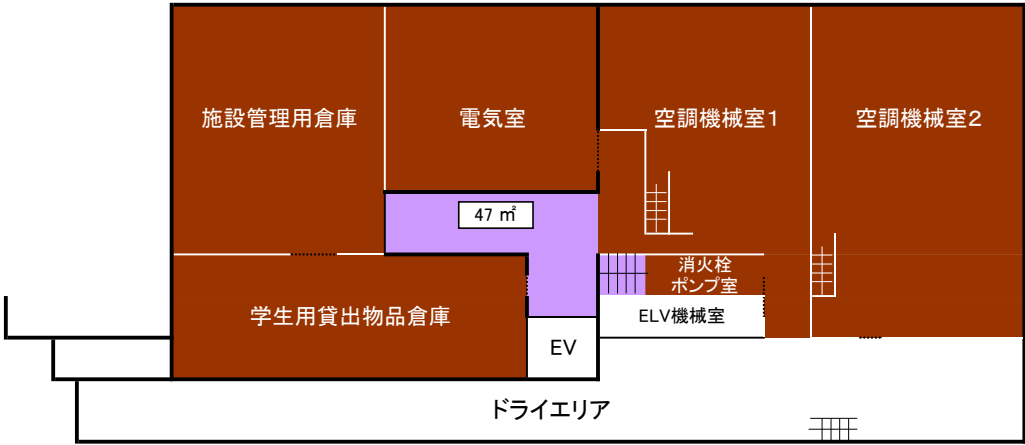 施設管理用倉庫
電気室
空調機械室1
空調機械室2
47 ㎡
消火栓
ポンプ室
学生用貸出物品倉庫
ELV機械室
EV
ドライエリア